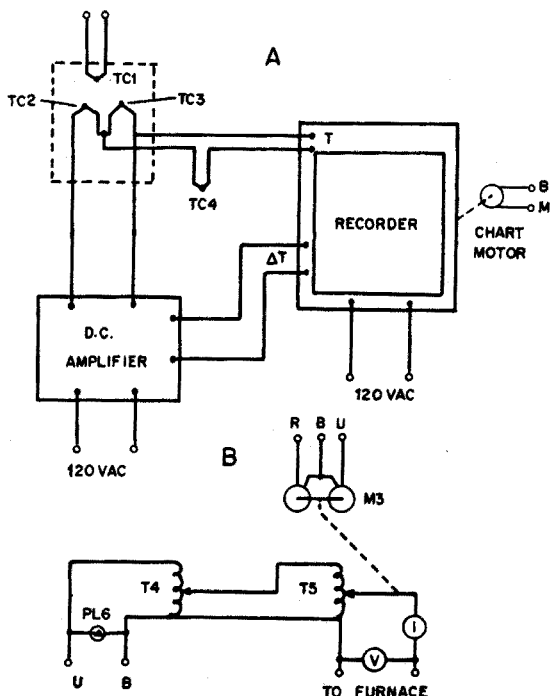 A
TC1
TC2
TC3
T
TC4
RECORDER
B
M
CHART
MOTOR
ΔT
D.C.
AMPLIFIER
120 VAC
120 VAC
B
R B U
M3
T4
T5
PL6
I
V
U B
TO FURNACE